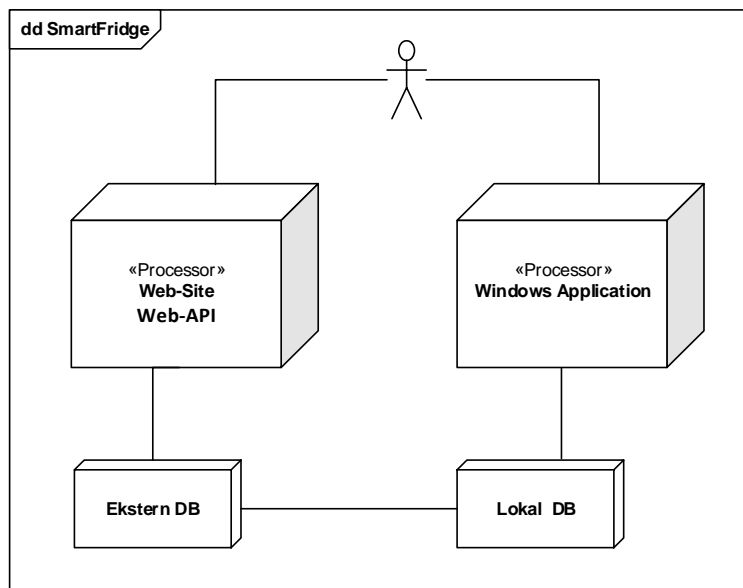 dd SmartFridge
«Processor»
Web-Site
Web-API
«Processor»
Windows Application
Ekstern DB
Lokal DB